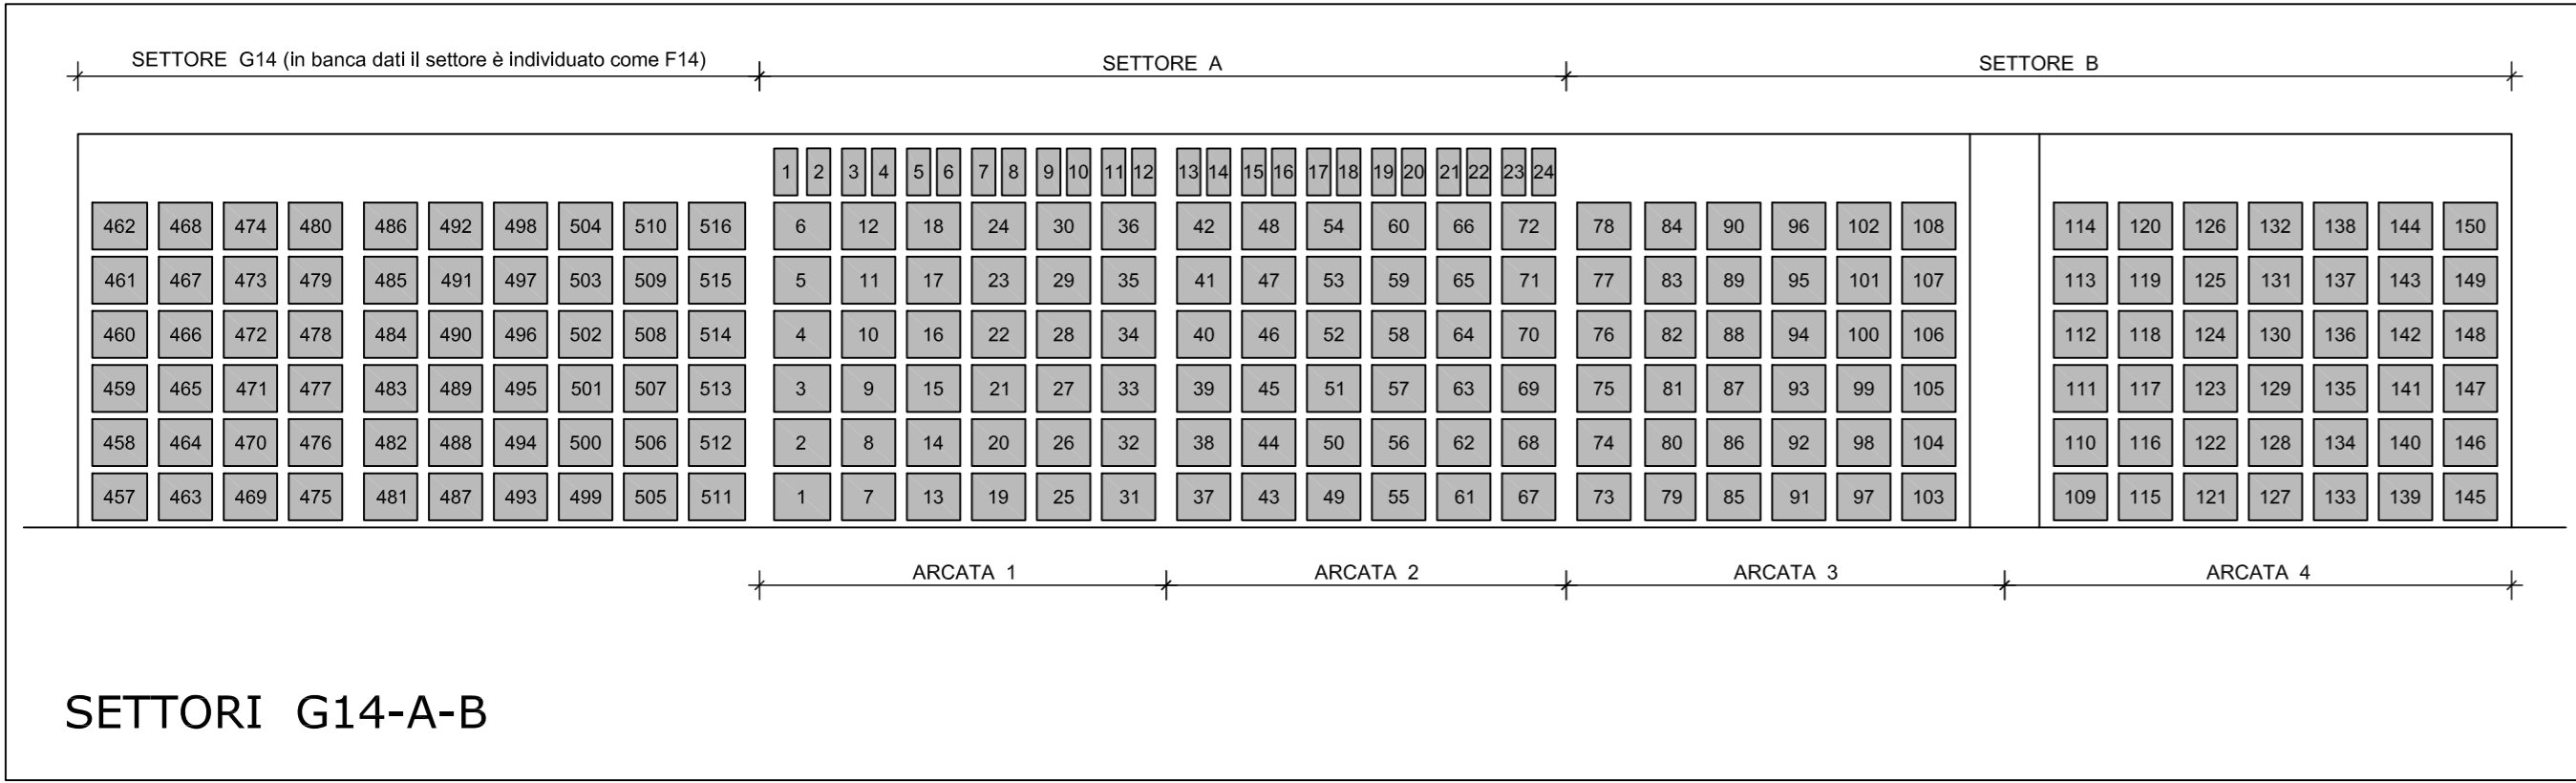 SETTORE G14 (in banca dati il settore è individuato come F14) SETTORE A SETTORE B
1 2 3 4 5 6 7 8 9 10 11 12 13 14 15 16 17 18 19 20 21 22 23 24
462 468 474 480 486 492 498 504 510 516 6 12 18 24 30 36 42 48 54 60 66 72 78 84 90 96 102 108 114 120 126 132 138 144 150
461 467 473 479 485 491 497 503 509 515 5 11 17 23 29 35 41 47 53 59 65 71 77 83 89 95 101 107 113 119 125 131 137 143 149
460 466 472 478 484 490 496 502 508 514 4 10 16 22 28 34 40 46 52 58 64 70 76 82 88 94 100 106 112 118 124 130 136 142 148
459 465 471 477 483 489 495 501 507 513 3 9 15 21 27 33 39 45 51 57 63 69 75 81 87 93 99 105 111 117 123 129 135 141 147
458 464 470 476 482 488 494 500 506 512 2 8 14 20 26 32 38 44 50 56 62 68 74 80 86 92 98 104 110 116 122 128 134 140 146
457 463 469 475 481 487 493 499 505 511 1 7 13 19 25 31 37 43 49 55 61 67 73 79 85 91 97 103 109 115 121 127 133 139 145
ARCATA 1 ARCATA 2 ARCATA 3 ARCATA 4
SETTORI G14-A-B